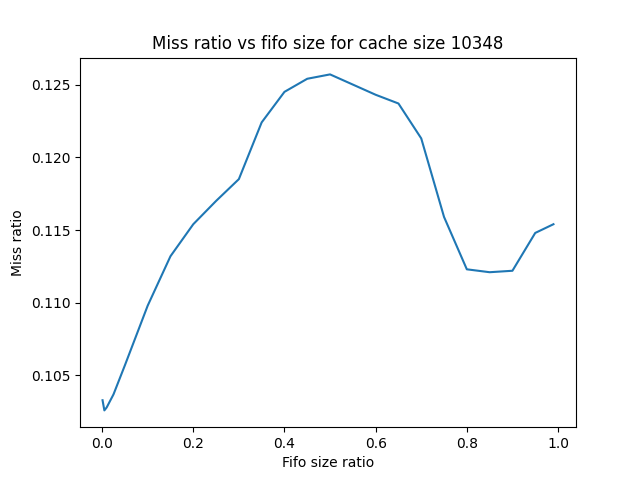 Miss ratio vs fifo size for cache size 10348
0.125
0.120
0.115
0.110
0.105
Miss ratio
0.0 0.2 0.4 0.6 0.8 1.0
Fifo size ratio